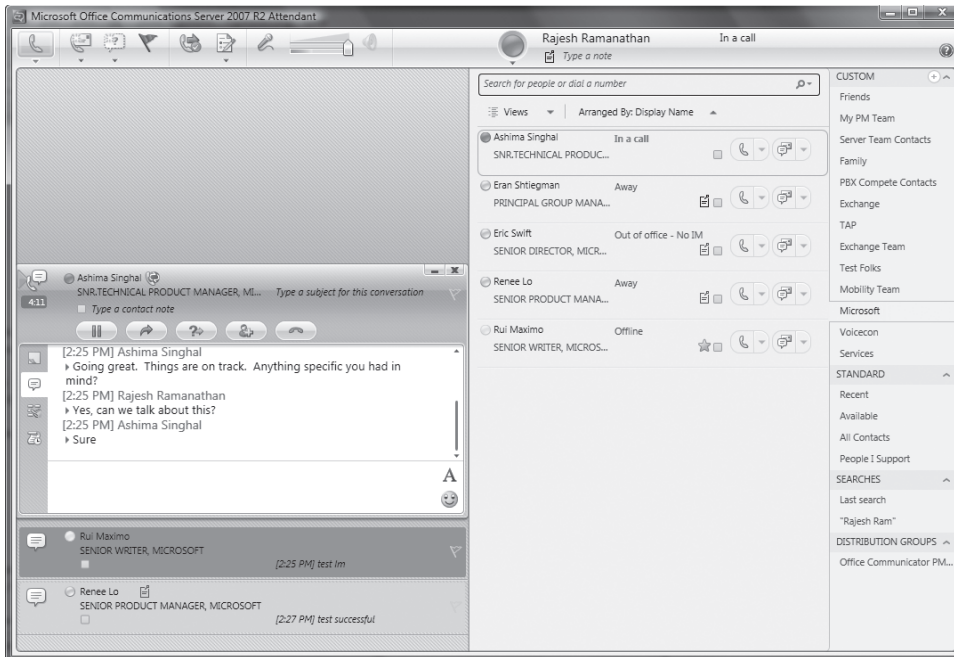 Microsoft Office Communications Server 2007 R2 Attendant
Rajesh Ramanathan In a call
Type a note
4:11
Ashima Singhal
SNR.TECHNICAL PRODUCT MANAGER, MI... Type a subject for this conversation
Type a contact note
[2:25 PM] Ashima Singhal
Going great. Things are on track. Anything specific you had in
mind?
[2:25 PM] Rajesh Ramanathan
Yes, can we talk about this?
[2:25 PM] Ashima Singhal
Sure
A
Rui Maximo
SENIOR WRITER, MICROSOFT
[2:25 PM] test Im
Renee Lo
SENIOR PRODUCT MANAGER, MICROSOFT
[2:27 PM] test successful
Search for people or dial a number
Views Arranged By: Display Name
Ashima Singhal In a call
SNR.TECHNICAL PRODUC...
Eran Shtiegman Away
PRINCIPAL GROUP MANA...
Eric Swift Out of office - No IM
SENIOR DIRECTOR, MICR...
Renee Lo Away
SENIOR PRODUCT MANA...
Rui Maximo Offline
SENIOR WRITER, MICROS...
CUSTOM
Friends
My PM Team
Server Team Contacts
Family
PBX Compete Contacts
Exchange
TAP
Exchange Team
Test Folks
Mobility Team
Microsoft
Voicecon
Services
STANDARD
Recent
Available
All Contacts
People I Support
SEARCHES
Last search
"Rajesh Ram"
DISTRIBUTION GROUPS
Office Communicator PM...